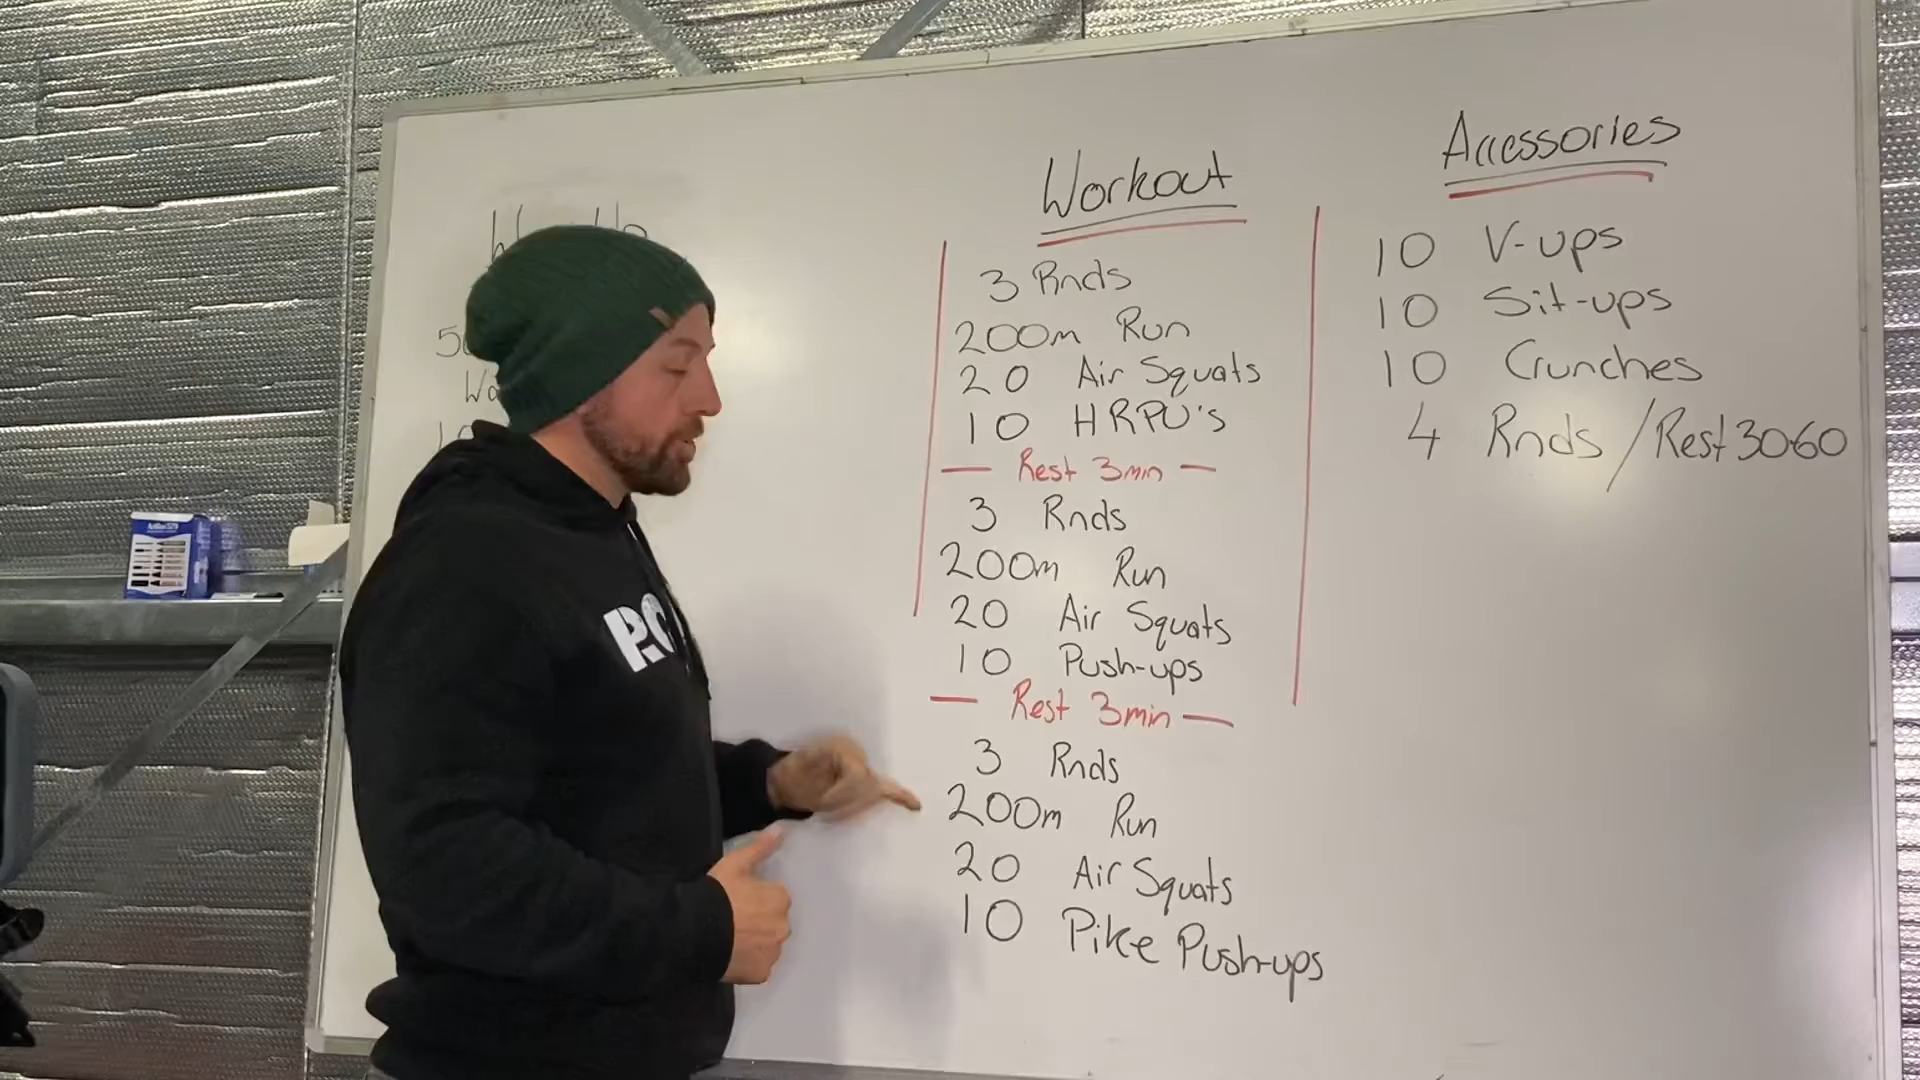 Workout
3 Rnds
200m Run
20 Air Squats
10 HRPU's
— Rest 3min —
3 Rnds
200m Run
20 Air Squats
10 Push-ups
— Rest 3min —
3 Rnds
200m Run
20 Air Squats
10 Pike Push-ups
Accessories
10 V-ups
10 Sit-ups
10 Crunches
4 Rnds / Rest 30-60